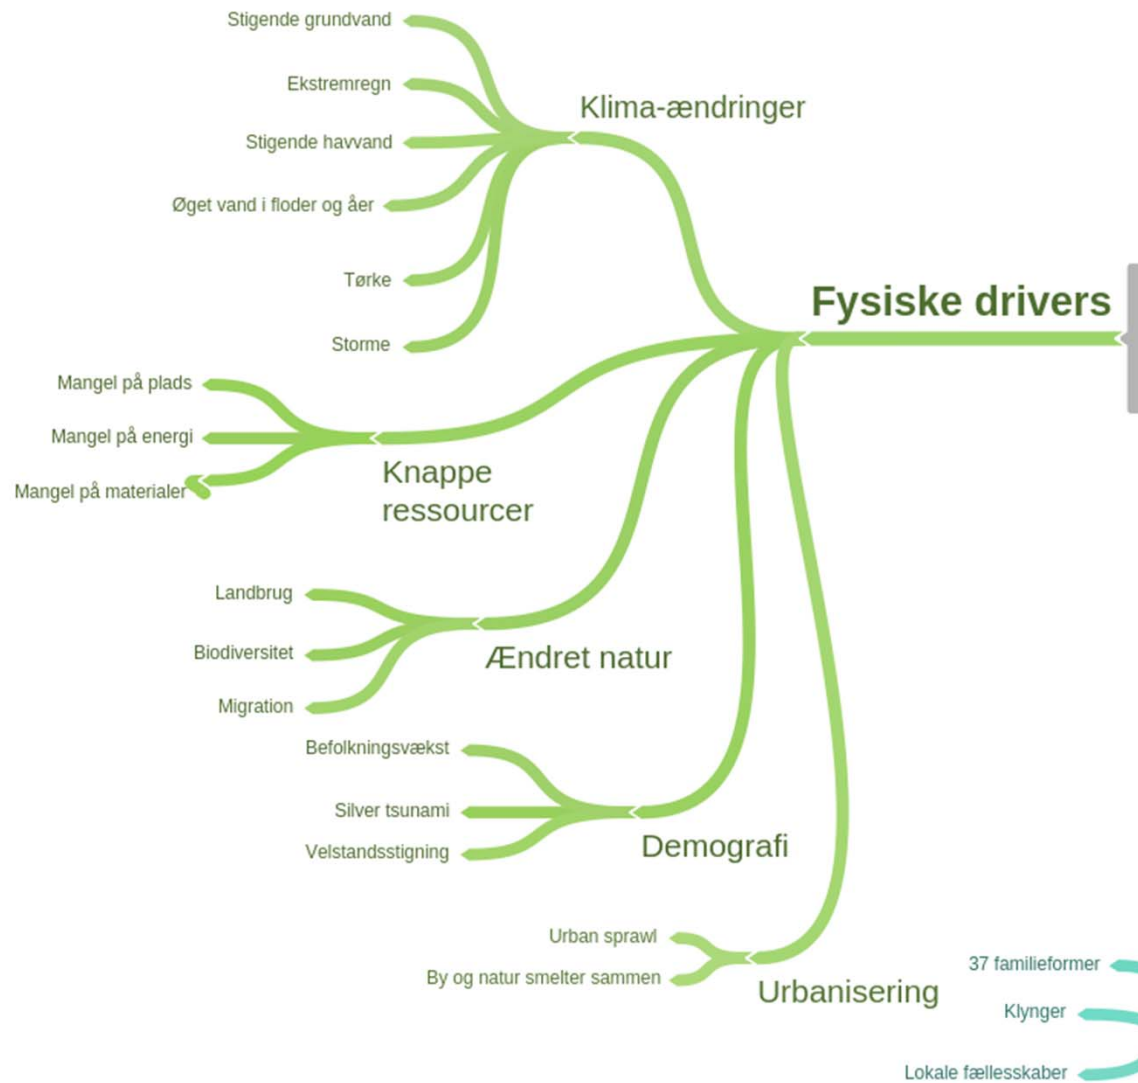 Stigende grundvand
Ekstremregn
Klima-ændringer
Stigende havvand
Øget vand i floder og åer
Tørke
Storme
Fysiske drivers
Mangel på plads
Mangel på energi
Mangel på materialer
Knappe
ressourcer
Landbrug
Biodiversitet
Migration
Ændret natur
Befolkningsvækst
Silver tsunami
Velstandsstigning
Demografi
Urban sprawl
By og natur smelter sammen
Urbanisering
37 familieformer
Klynger
Lokale fællesskaber